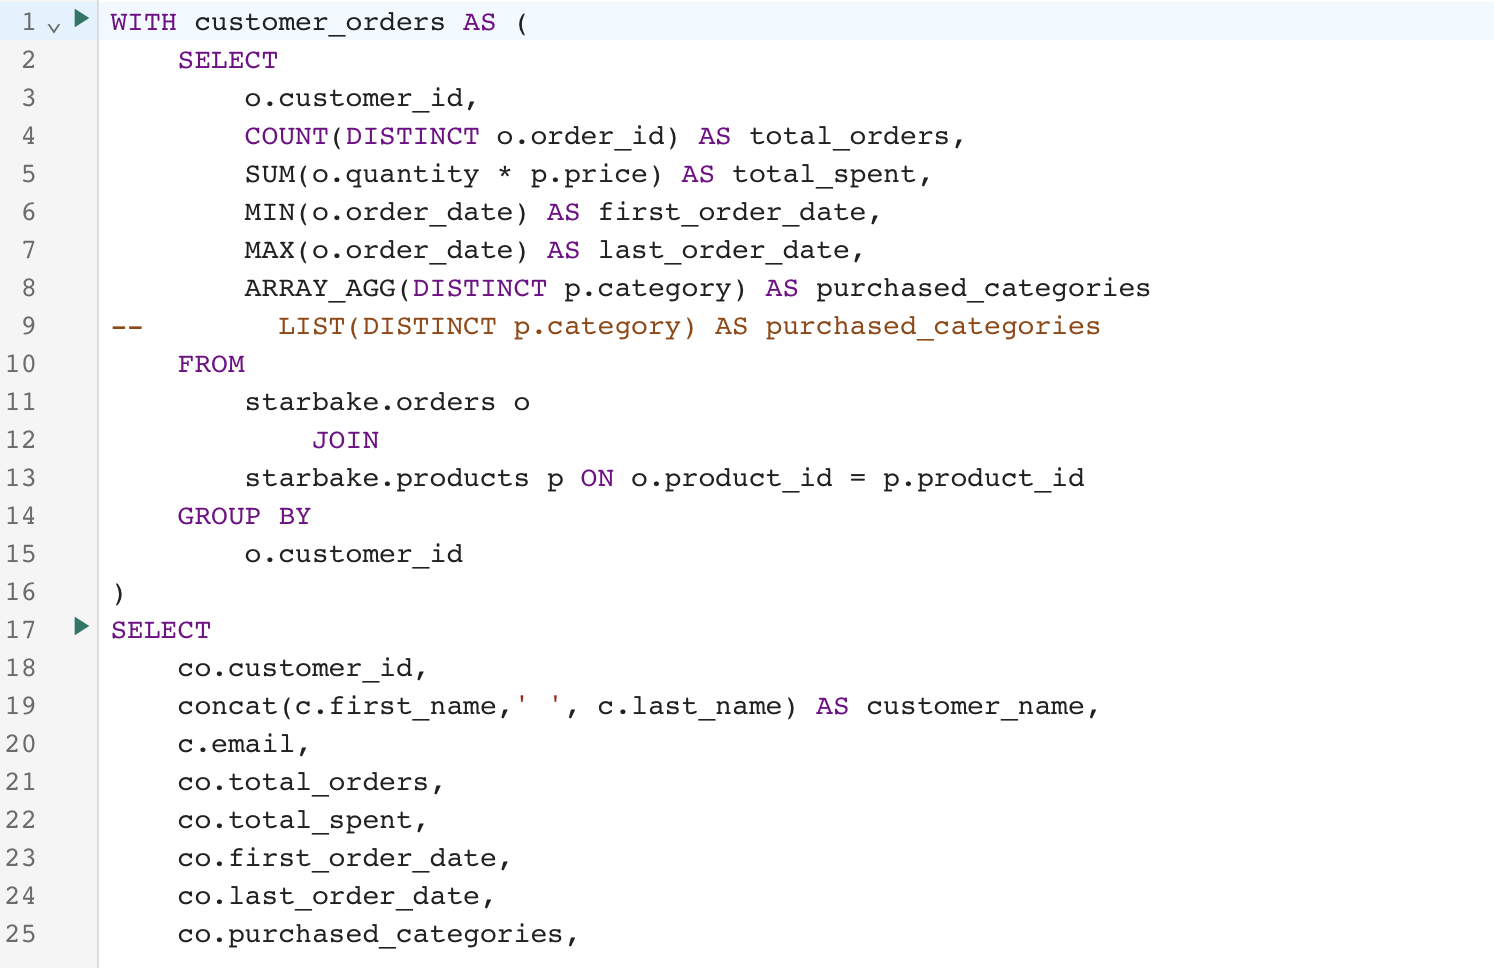 1 WITH customer_orders AS (
2 SELECT
3 o.customer_id,
4 COUNT(DISTINCT o.order_id) AS total_orders,
5 SUM(o.quantity * p.price) AS total_spent,
6 MIN(o.order_date) AS first_order_date,
7 MAX(o.order_date) AS last_order_date,
8 ARRAY_AGG(DISTINCT p.category) AS purchased_categories
9 -- LIST(DISTINCT p.category) AS purchased_categories
10 FROM
11 starbake.orders o
12 JOIN
13 starbake.products p ON o.product_id = p.product_id
14 GROUP BY
15 o.customer_id
16 )
17 SELECT
18 co.customer_id,
19 concat(c.first_name,' ', c.last_name) AS customer_name,
20 c.email,
21 co.total_orders,
22 co.total_spent,
23 co.first_order_date,
24 co.last_order_date,
25 co.purchased_categories,